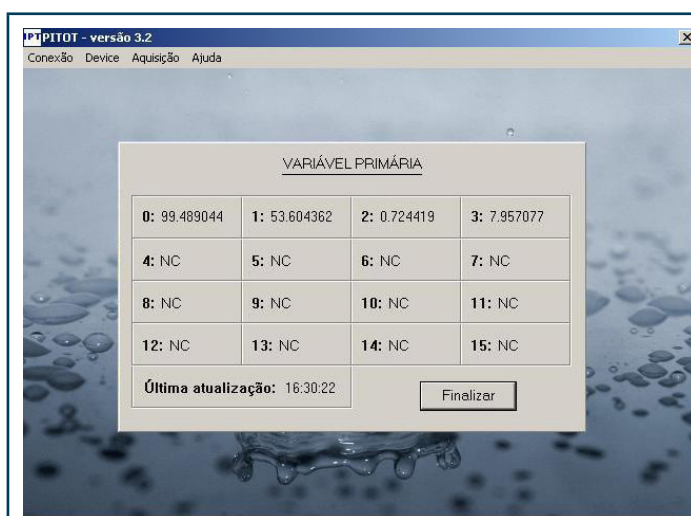 IPT PITOT - versão 3.2
Conexão Device Aquisição Ajuda
VARIÁVEL PRIMÁRIA
0: 99.489044 1: 53.604362 2: 0.724419 3: 7.957077
4: NC 5: NC 6: NC 7: NC
8: NC 9: NC 10: NC 11: NC
12: NC 13: NC 14: NC 15: NC
Última atualização: 16:30:22 Finalizar